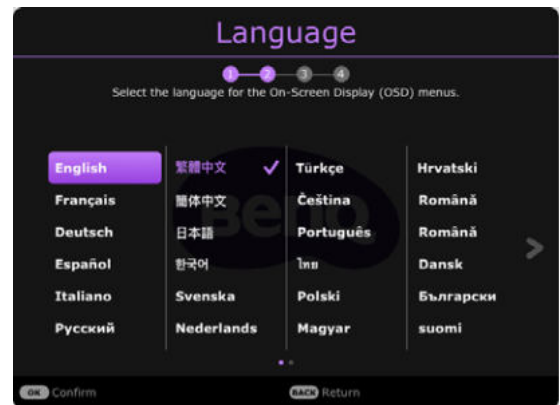 Language
1 2 3 4
Select the language for the On-Screen Display (OSD) menus.
English
Français
Deutsch
Español
Italiano
Русский
繁體中文 ✓
簡体中文
日本語
한국어
Svenska
Nederlands
Türkçe
Čeština
Português
ไทย
Polski
Magyar
Hrvatski
Română
Română
Dansk
Български
suomi
BenQ
OK Confirm
BACK Return